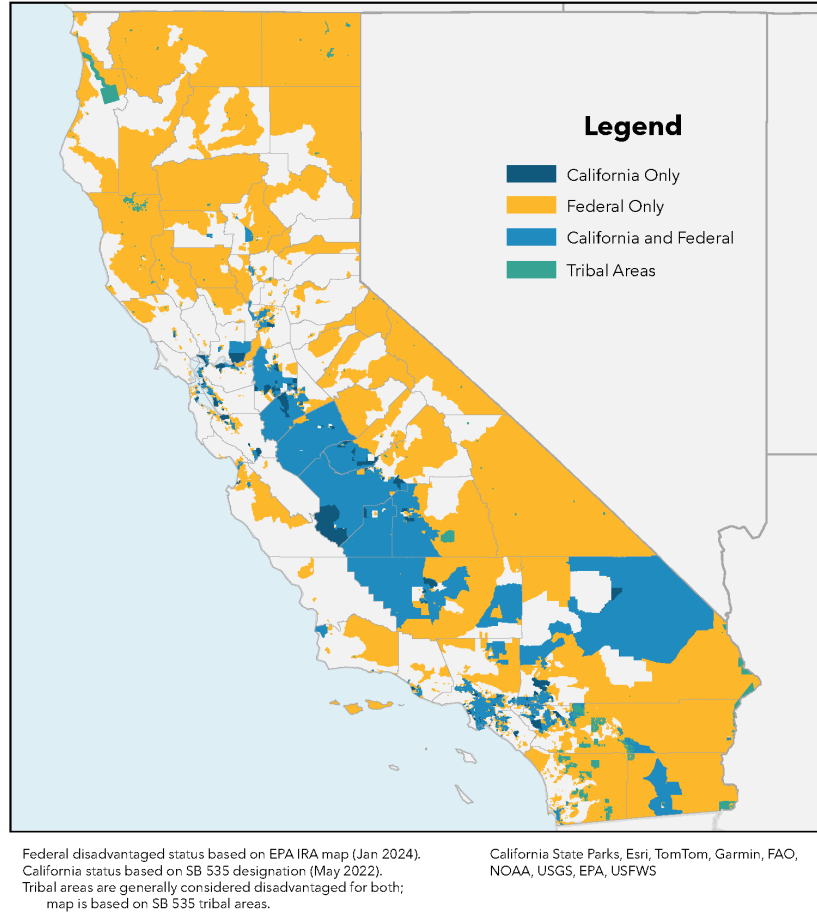 Legend
California Only
Federal Only
California and Federal
Tribal Areas
Federal disadvantaged status based on EPA IRA map (Jan 2024).
California status based on SB 535 designation (May 2022).
Tribal areas are generally considered disadvantaged for both;
map is based on SB 535 tribal areas.
California State Parks, Esri, TomTom, Garmin, FAO,
NOAA, USGS, EPA, USFWS